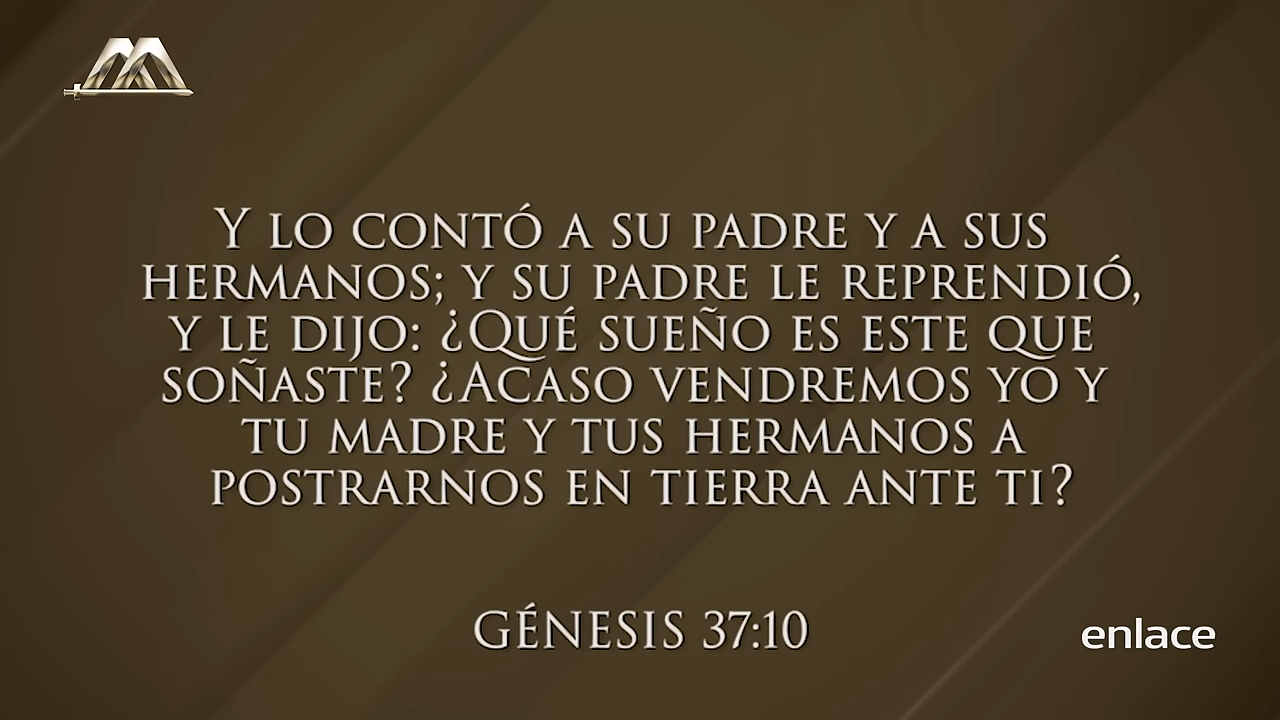 Y LO CONTÓ A SU PADRE Y A SUS
HERMANOS; Y SU PADRE LE REPRENDIÓ,
Y LE DIJO: ¿QUÉ SUEÑO ES ESTE QUE
SOÑASTE? ¿ACASO VENDREMOS YO Y
TU MADRE Y TUS HERMANOS A
POSTRARNOS EN TIERRA ANTE TI?
GÉNESIS 37:10
enlace